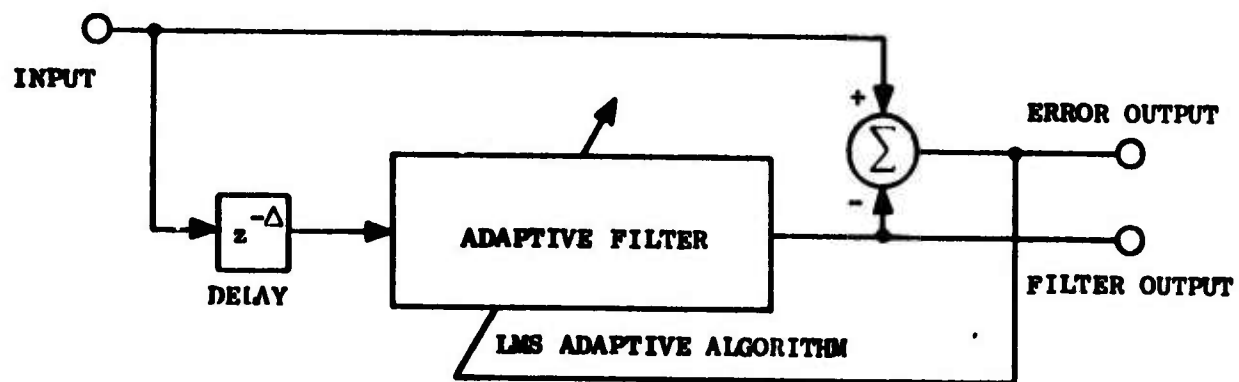 INPUT
+
Σ
ERROR OUTPUT
-
z^-Δ
ADAPTIVE FILTER
DELAY
FILTER OUTPUT
LMS ADAPTIVE ALGORITHM